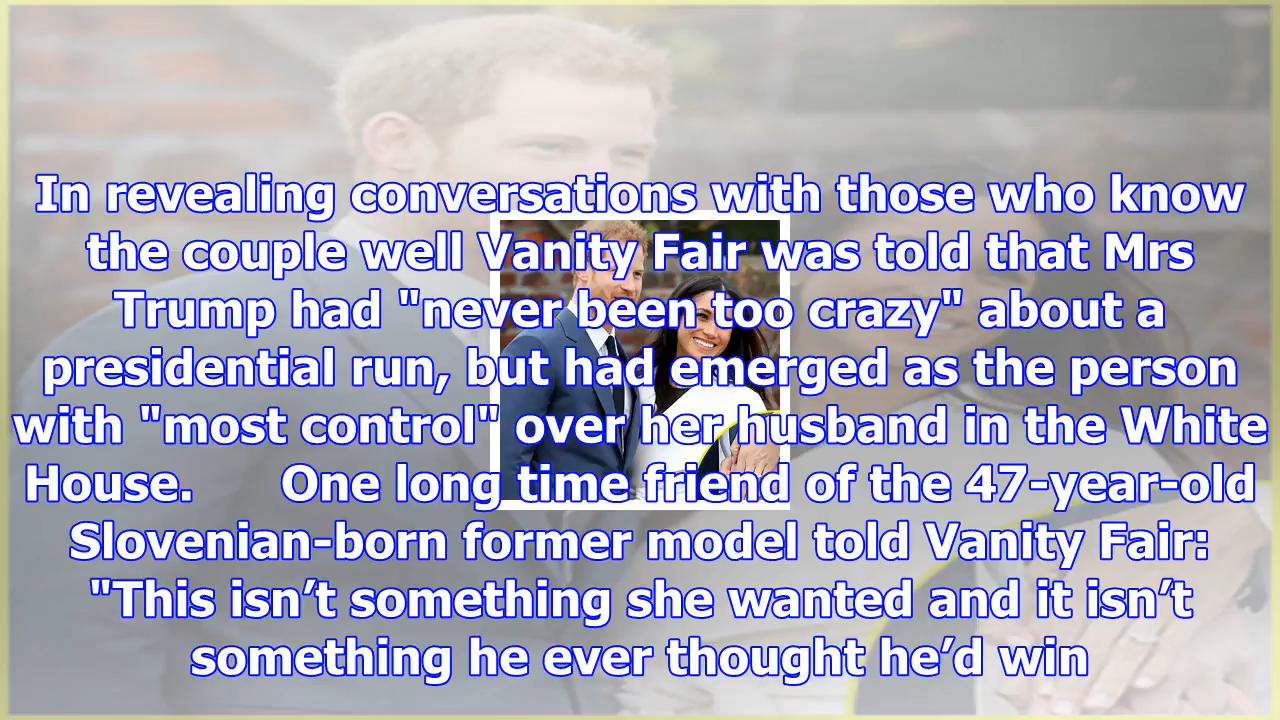 In revealing conversations with those who know
the couple well Vanity Fair was told that Mrs
Trump had "never been too crazy" about a
presidential run, but had emerged as the person
with "most control" over her husband in the White
House.      One long time friend of the 47-year-old
Slovenian-born former model told Vanity Fair:
"This isn’t something she wanted and it isn’t
something he ever thought he’d win